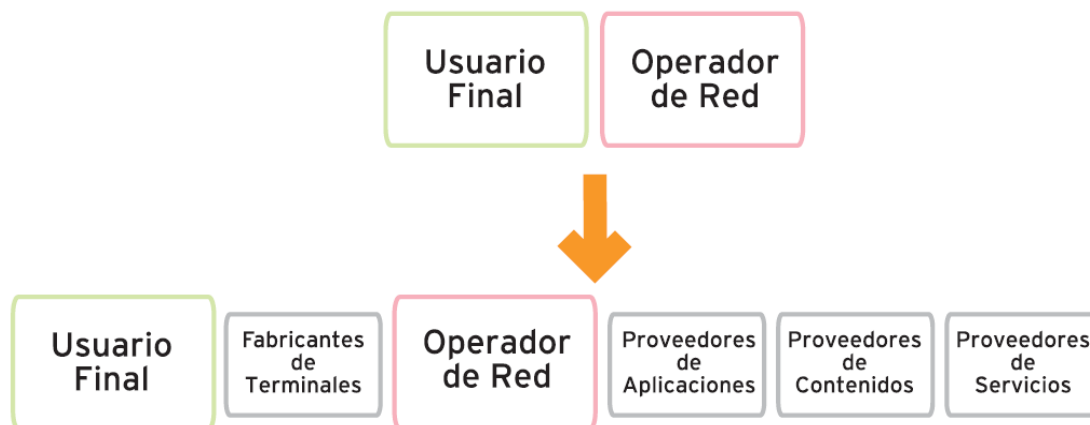 Usuario
Final
Operador
de Red
Usuario
Final
Fabricantes
de
Terminales
Operador
de Red
Proveedores
de
Aplicaciones
Proveedores
de
Contenidos
Proveedores
de
Servicios